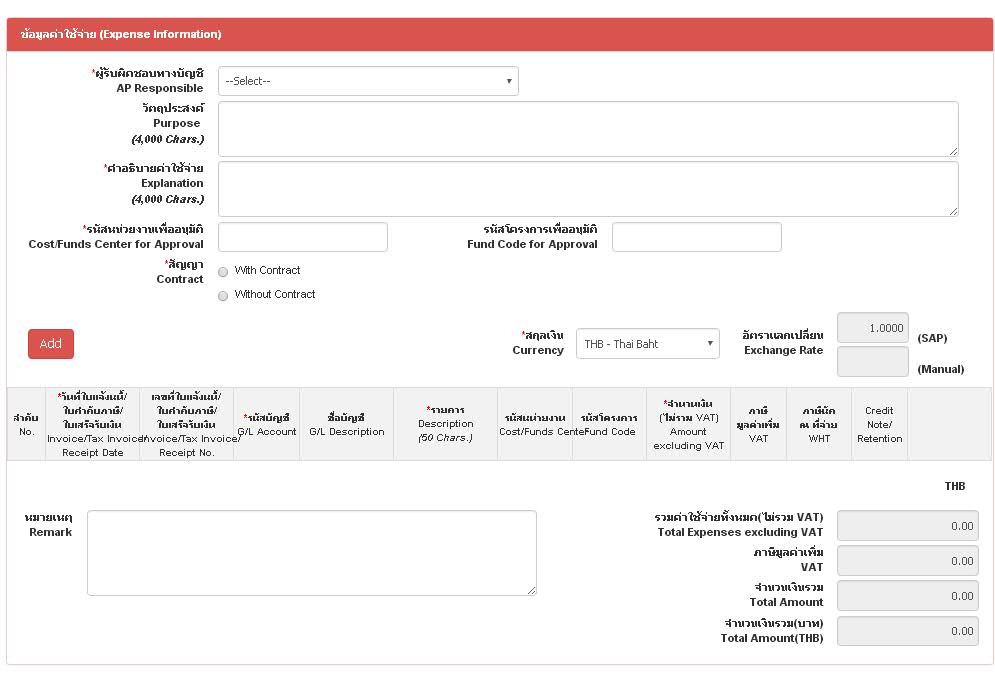 ข้อมูลค่าใช้จ่าย (Expense Information)
*ผู้รับผิดชอบทางบัญชี
AP Responsible
--Select--
วัตถุประสงค์
Purpose
(4,000 Chars.)
*คำอธิบายค่าใช้จ่าย
Explanation
(4,000 Chars.)
*รหัสหน่วยงานเพื่ออนุมัติ
Cost/Funds Center for Approval
รหัสโครงการเพื่ออนุมัติ
Fund Code for Approval
*สัญญา
Contract
With Contract
Without Contract
Add
*สกุลเงิน
Currency
THB - Thai Baht
อัตราแลกเปลี่ยน
Exchange Rate
1.0000
(SAP)
(Manual)
ลำดับ
No.
*วันที่ใบแจ้งหนี้/
ใบกำกับภาษี/
ใบเสร็จรับเงิน
Invoice/Tax Invoice/
Receipt Date
เลขที่ใบแจ้งหนี้/
ใบกำกับภาษี/
ใบเสร็จรับเงิน
Invoice/Tax Invoice/
Receipt No.
*รหัสบัญชี
G/L Account
ชื่อบัญชี
G/L Description
*รายการ
Description
(50 Chars.)
รหัสหน่วยงาน
Cost/Funds Cente
รหัสโครงการ
Fund Code
*จำนวนเงิน
(ไม่รวม VAT)
Amount
excluding VAT
ภาษี
มูลค่าเพิ่ม
VAT
ภาษีหัก
ณ ที่จ่าย
WHT
Credit
Note/
Retention
THB
หมายเหตุ
Remark
รวมค่าใช้จ่ายทั้งหมด(ไม่รวม VAT)
Total Expenses excluding VAT
0.00
ภาษีมูลค่าเพิ่ม
VAT
0.00
จำนวนเงินรวม
Total Amount
0.00
จำนวนเงินรวม(บาท)
Total Amount(THB)
0.00